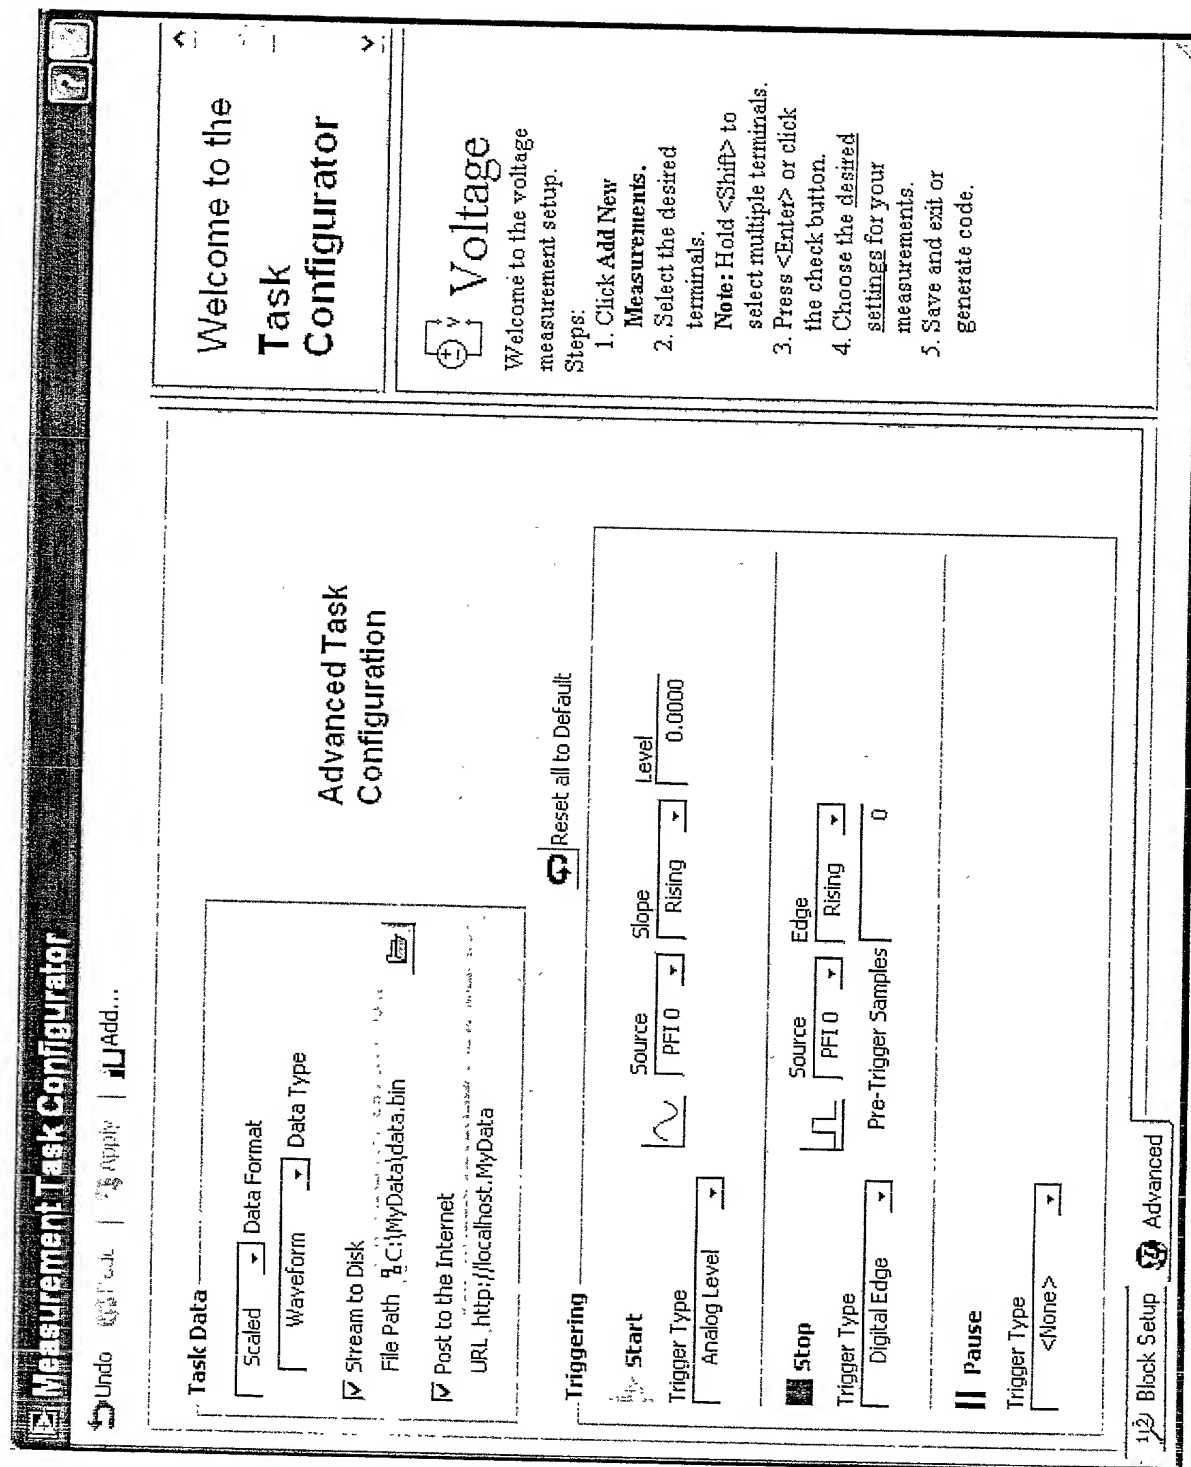 Measurement Task Configurator
Undo Apply Add...
Task Data
Scaled Data Format
Waveform Data Type
Stream to Disk
File Path C:\MyData\data.bin
Post to the Internet
URL http://localhost.MyData
Advanced Task
Configuration
Reset all to Default
Triggering
Start
Trigger Type
Analog Level
Source
PFI 0
Slope
Rising
Level
0.0000
Stop
Trigger Type
Digital Edge
Source
PFI 0
Edge
Rising
Pre-Trigger Samples 0
Pause
Trigger Type
<None>
Block Setup Advanced
Welcome to the
Task
Configurator
Voltage
Welcome to the voltage
measurement setup.
Steps:
1. Click Add New
Measurements.
2. Select the desired
terminals.
Note: Hold <Shift> to
select multiple terminals.
3. Press <Enter> or click
the check button.
4. Choose the desired
settings for your
measurements.
5. Save and exit or
generate code.